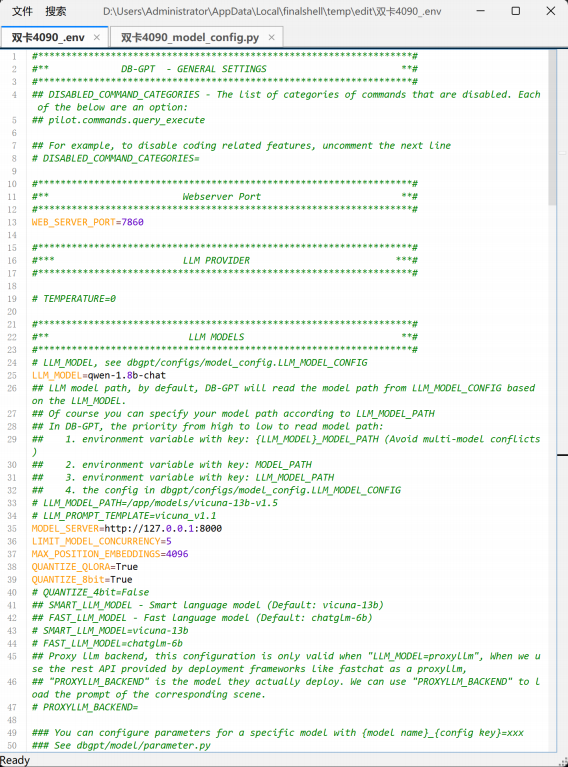 文件 搜索 D:\Users\Administrator\AppData\Local\finalshell\temp\edit\双卡4090_.env
双卡4090_.env × 双卡4090_model_config.py ×
1 #*******************************************************************#
2 #** DB-GPT - GENERAL SETTINGS **#
3 #*******************************************************************#
4 ## DISABLED_COMMAND_CATEGORIES - The list of categories of commands that are disabled. Each
of the below are an option:
5 ## pilot.commands.query_execute
6
7 ## For example, to disable coding related features, uncomment the next line
8 # DISABLED_COMMAND_CATEGORIES=
9
10 #*******************************************************************#
11 #** Webserver Port **#
12 #*******************************************************************#
13 WEB_SERVER_PORT=7860
14
15 #*******************************************************************#
16 #*** LLM PROVIDER ***#
17 #*******************************************************************#
18
19 # TEMPERATURE=0
20
21 #*******************************************************************#
22 #** LLM MODELS **#
23 #*******************************************************************#
24 # LLM_MODEL, see dbgpt/configs/model_config.LLM_MODEL_CONFIG
25 LLM_MODEL=qwen-1.8b-chat
26 ## LLM model path, by default, DB-GPT will read the model path from LLM_MODEL_CONFIG based
on the LLM_MODEL.
27 ## Of course you can specify your model path according to LLM_MODEL_PATH
28 ## In DB-GPT, the priority from high to low to read model path:
29 ## 1. environment variable with key: {LLM_MODEL}_MODEL_PATH (Avoid multi-model conflicts
)
30 ## 2. environment variable with key: MODEL_PATH
31 ## 3. environment variable with key: LLM_MODEL_PATH
32 ## 4. the config in dbgpt/configs/model_config.LLM_MODEL_CONFIG
33 # LLM_MODEL_PATH=/app/models/vicuna-13b-v1.5
34 # LLM_PROMPT_TEMPLATE=vicuna_v1.1
35 MODEL_SERVER=http://127.0.0.1:8000
36 LIMIT_MODEL_CONCURRENCY=5
37 MAX_POSITION_EMBEDDINGS=4096
38 QUANTIZE_QLORA=True
39 QUANTIZE_8bit=True
40 # QUANTIZE_4bit=False
41 ## SMART_LLM_MODEL - Smart language model (Default: vicuna-13b)
42 ## FAST_LLM_MODEL - Fast language model (Default: chatglm-6b)
43 # SMART_LLM_MODEL=vicuna-13b
44 # FAST_LLM_MODEL=chatglm-6b
45 ## Proxy llm backend, this configuration is only valid when "LLM_MODEL=proxyllm", When we u
se the rest API provided by deployment frameworks like fastchat as a proxyllm,
46 ## "PROXYLLM_BACKEND" is the model they actually deploy. We can use "PROXYLLM_BACKEND" to l
oad the prompt of the corresponding scene.
47 # PROXYLLM_BACKEND=
48
49 ### You can configure parameters for a specific model with {model name}_{config key}=xxx
50 ### See dbgpt/model/parameter.py
Ready